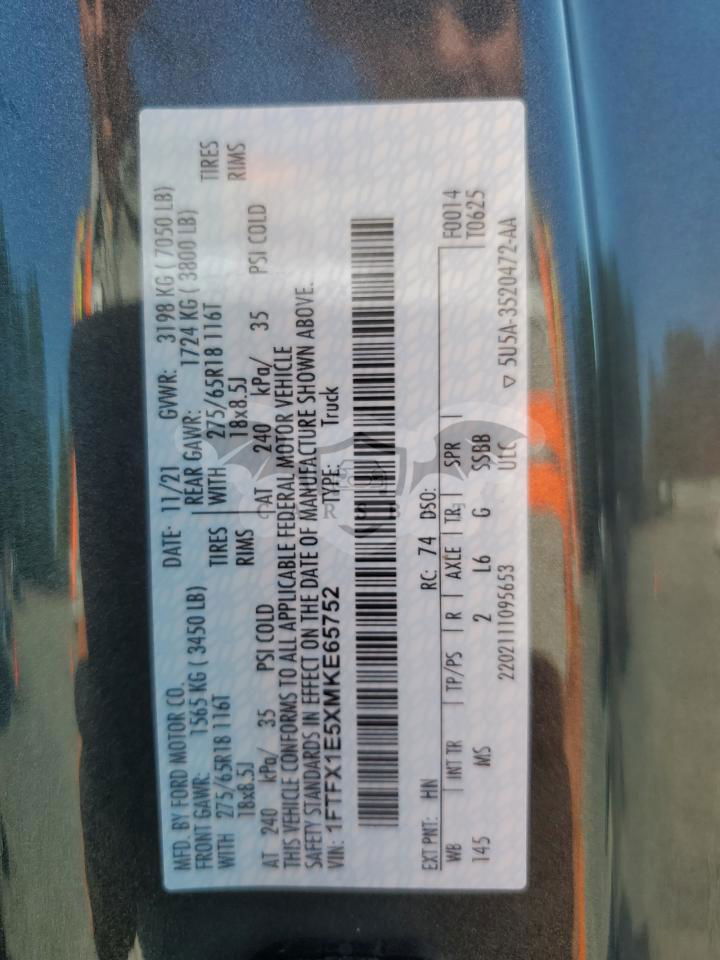 MFD. BY FORD MOTOR CO.
DATE: 11/21 GVWR: 3198 KG ( 7050 LB)
FRONT GAWR: 1565 KG ( 3450 LB) REAR GAWR: 1724 KG ( 3800 LB)
WITH 275/65R18 116T TIRES WITH 275/65R18 116T TIRES
18x8.5J RIMS 18x8.5J RIMS
AT 240 kPa/ 35 PSI COLD AT 240 kPa/ 35 PSI COLD
THIS VEHICLE CONFORMS TO ALL APPLICABLE FEDERAL MOTOR VEHICLE
SAFETY STANDARDS IN EFFECT ON THE DATE OF MANUFACTURE SHOWN ABOVE.
VIN: 1FTFX1E5XMKE65752 TYPE: Truck
EXT PNT: HN RC: 74 DSO: F0014
WB INT TR TP/PS R AXLE TR SPR T0625
145 MS 2 L6 G SSBB
2202111095653 ULC ▽ 5U5A-3520472-AA